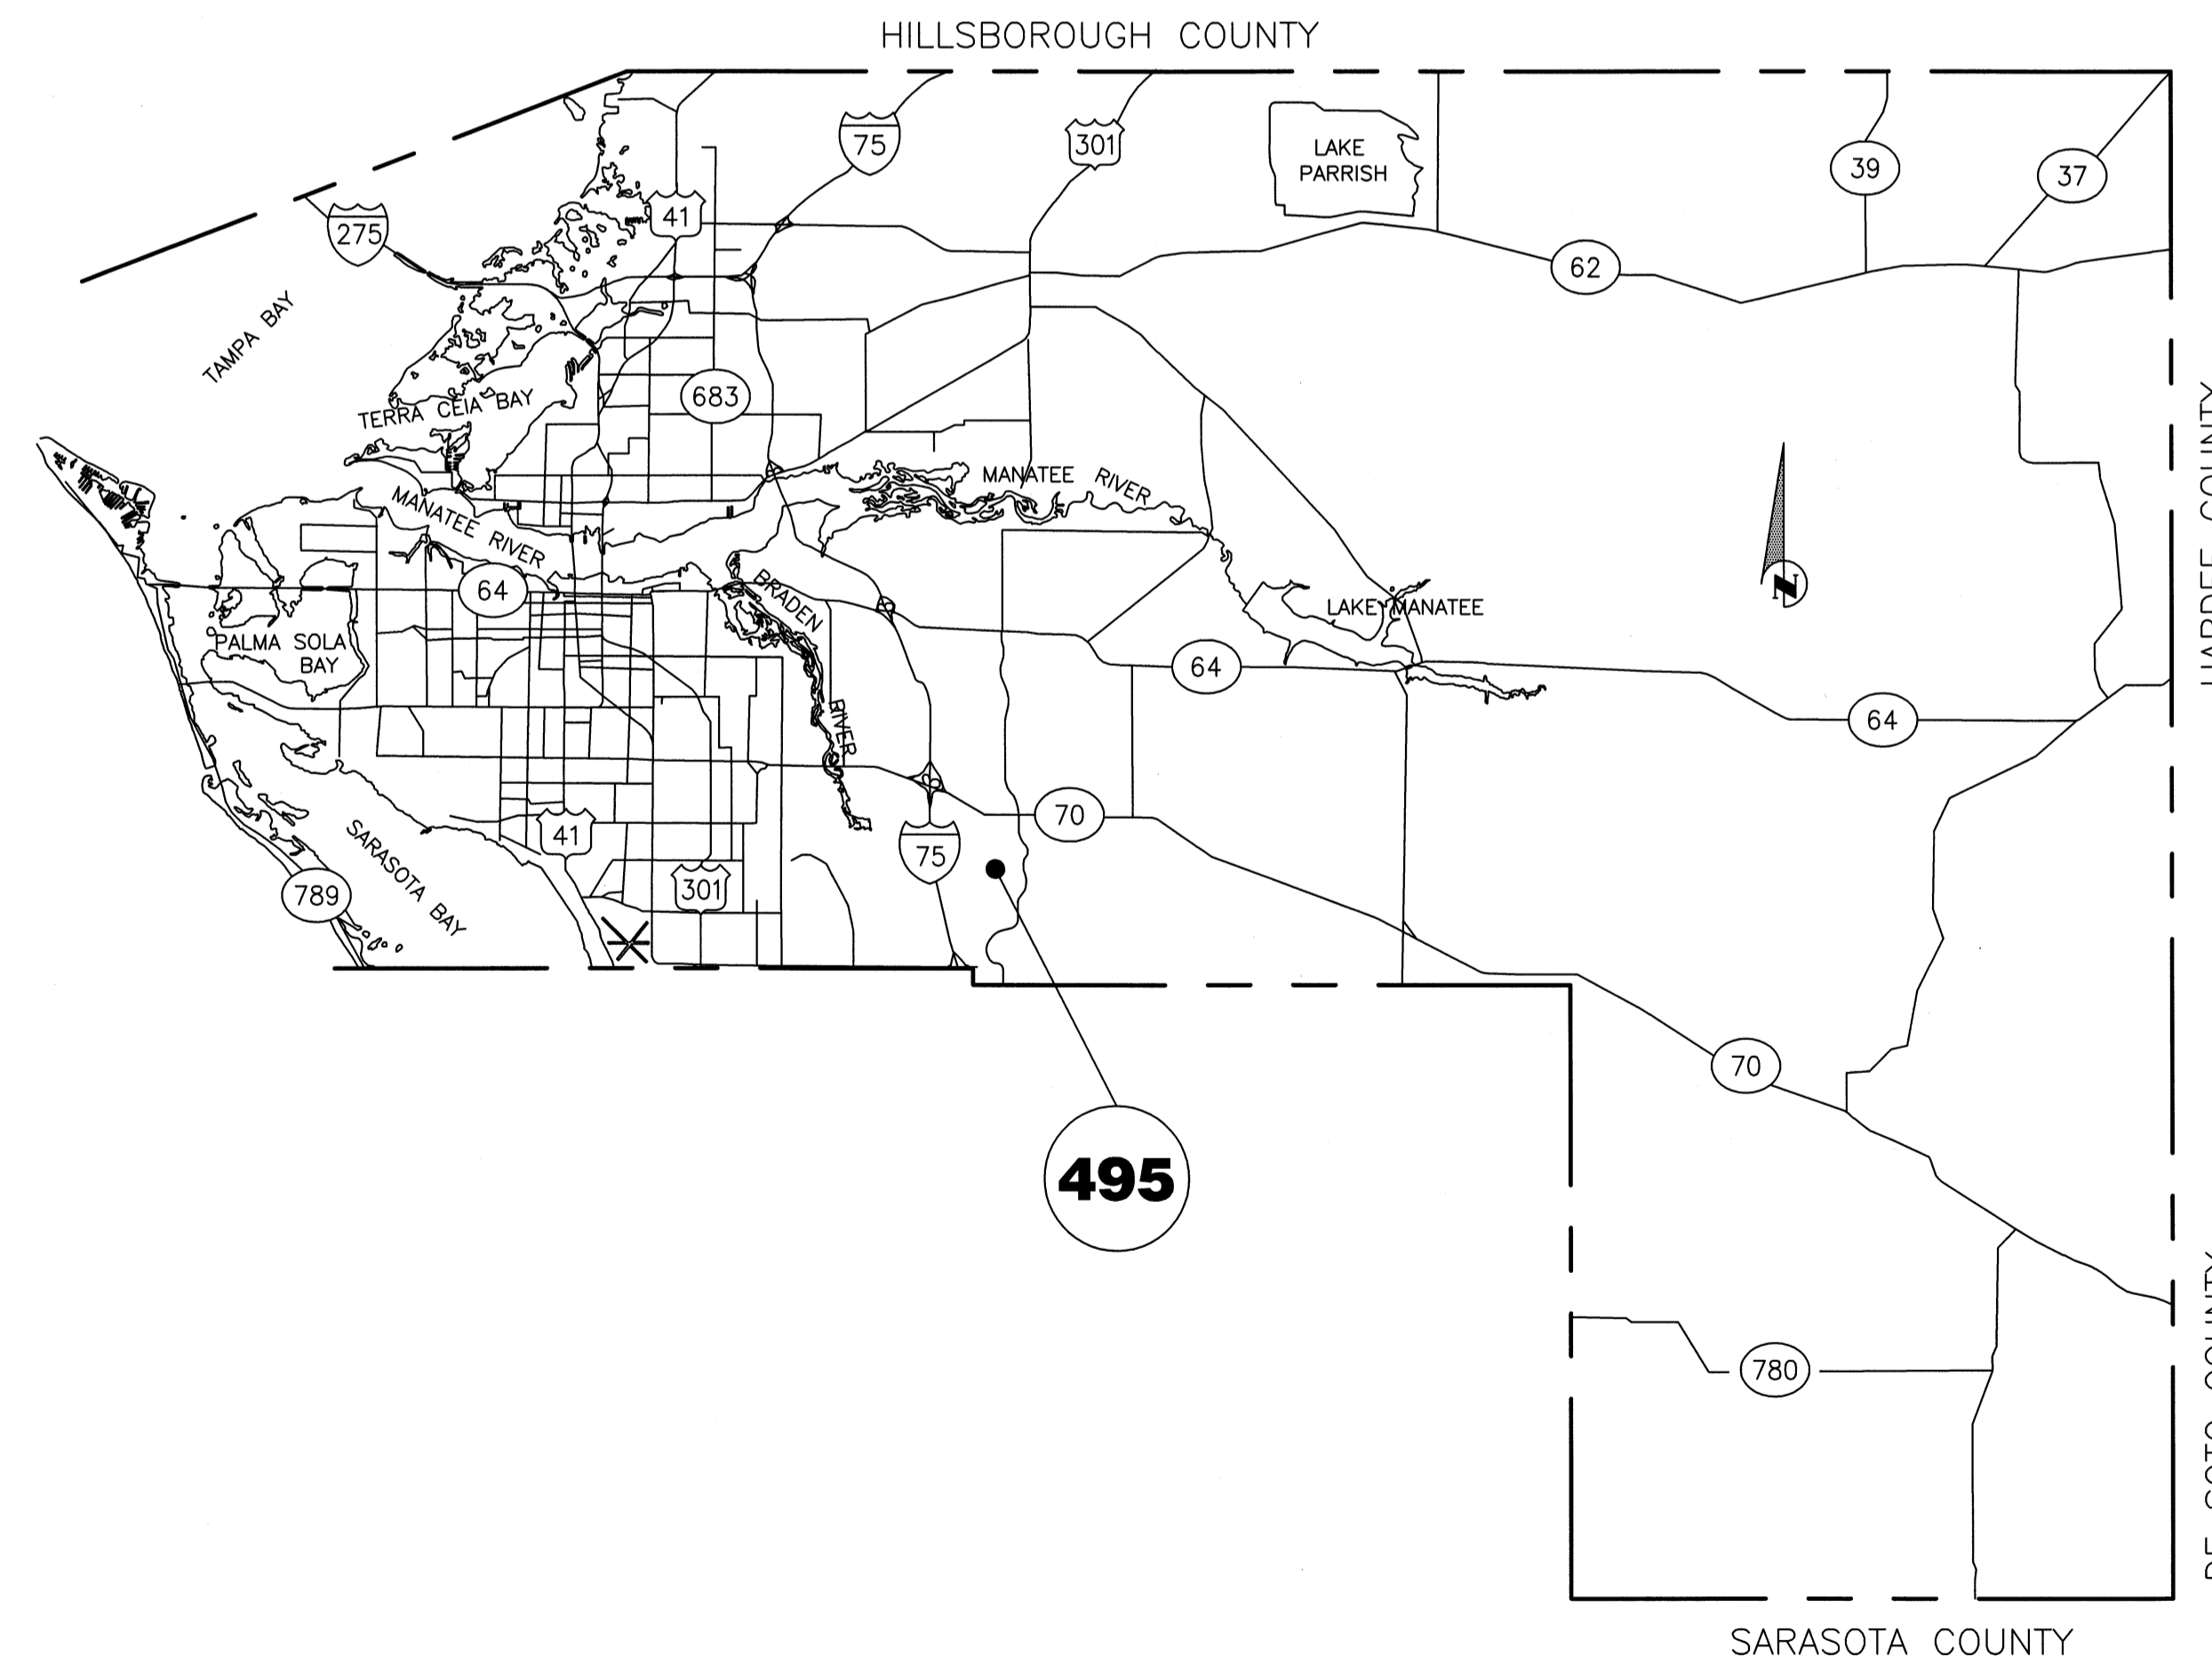 HILLSBOROUGH COUNTY
75
301
LAKE
PARRISH
39
37
41
275
62
TAMPA BAY
TERRA CEIA BAY
683
MANATEE RIVER
MANATEE RIVER
HARDEE COUNTY
64
BRADEN
RIVER
N
LAKE MANATEE
PALMA SOLA
BAY
64
64
70
41
75
SARASOTA BAY
301
789
70
495
780
DE SOTO COUNTY
SARASOTA COUNTY